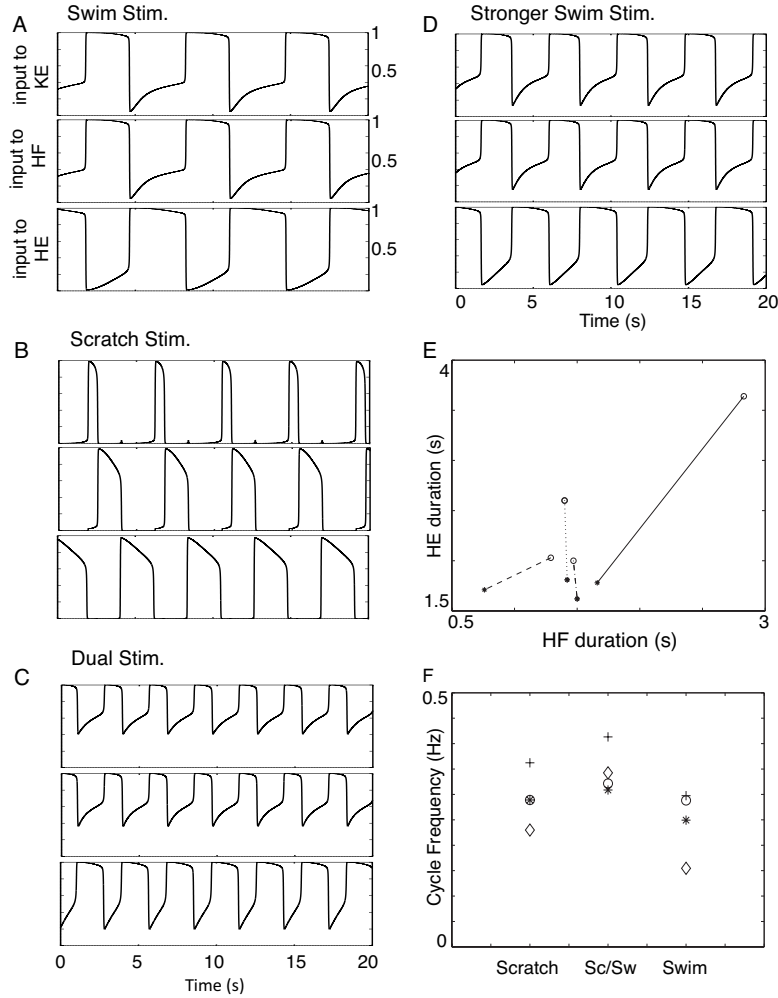 A
Swim Stim.
input to KE
1
0.5
input to HF
1
0.5
input to HE
1
0.5
B
Scratch Stim.
C
Dual Stim.
0 5 10 15 20
Time (s)
D
Stronger Swim Stim.
0 5 10 15 20
Time (s)
E
4
HE duration (s)
1.5
0.5 3
HF duration (s)
F
0.5
Cycle Frequency (Hz)
0
Scratch Sc/Sw Swim